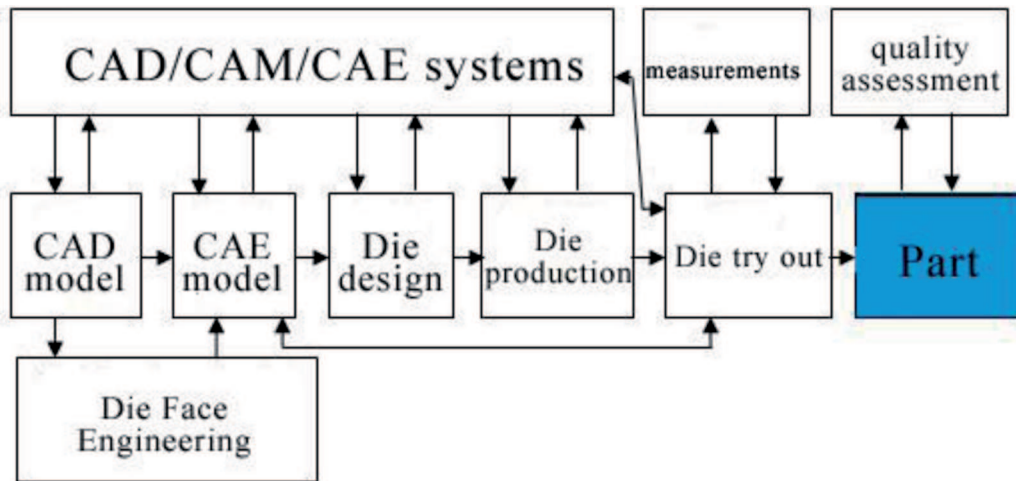 CAD/CAM/CAE systems
measurements
quality
assessment
CAD
model
CAE
model
Die
design
Die
production
Die try out
Part
Die Face
Engineering